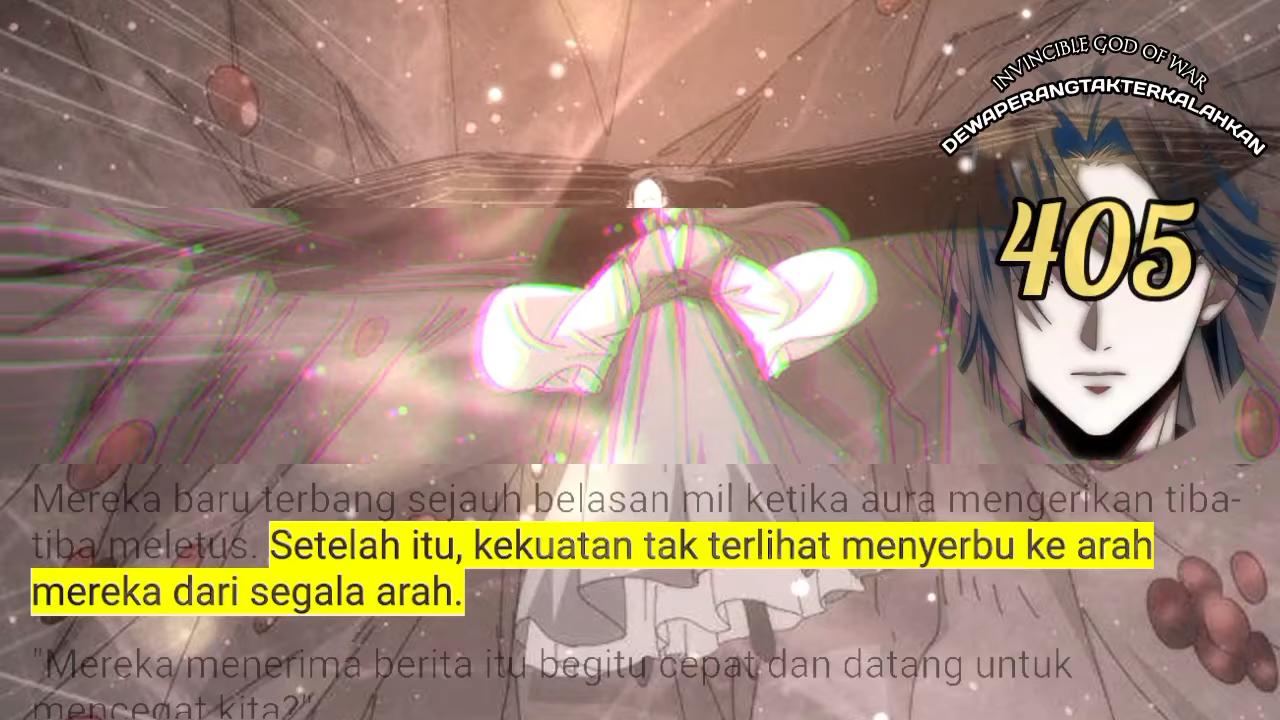 INVINCIBLE GOD OF WAR
DEWAPERANGTAKTERKALAHKAN
405
Mereka baru terbang sejauh belasan mil ketika aura mengerikan tiba-
tiba meletus. Setelah itu, kekuatan tak terlihat menyerbu ke arah
mereka dari segala arah.
"Mereka menerima berita itu begitu cepat dan datang untuk
mencegat kita?"